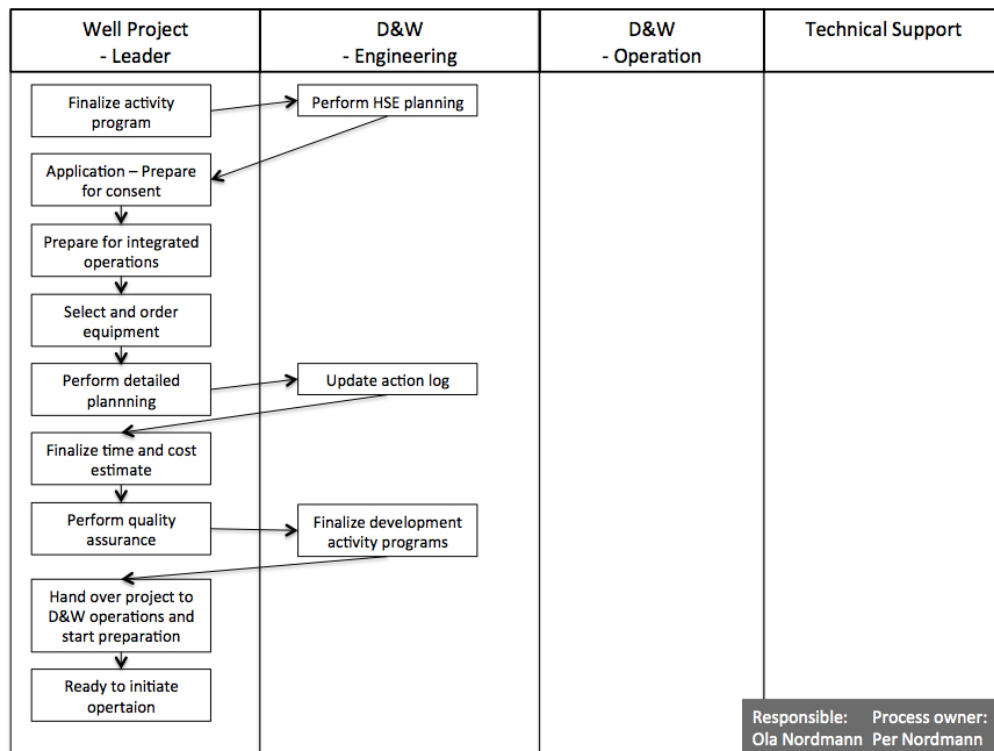 Well Project
- Leader
D&W
- Engineering
D&W
- Operation
Technical Support
Finalize activity
program
Perform HSE planning
Application – Prepare
for consent
Prepare for integrated
operations
Select and order
equipment
Perform detailed
plannning
Update action log
Finalize time and cost
estimate
Perform quality
assurance
Finalize development
activity programs
Hand over project to
D&W operations and
start preparation
Ready to initiate
opertaion
Responsible: Process owner:
Ola Nordmann Per Nordmann